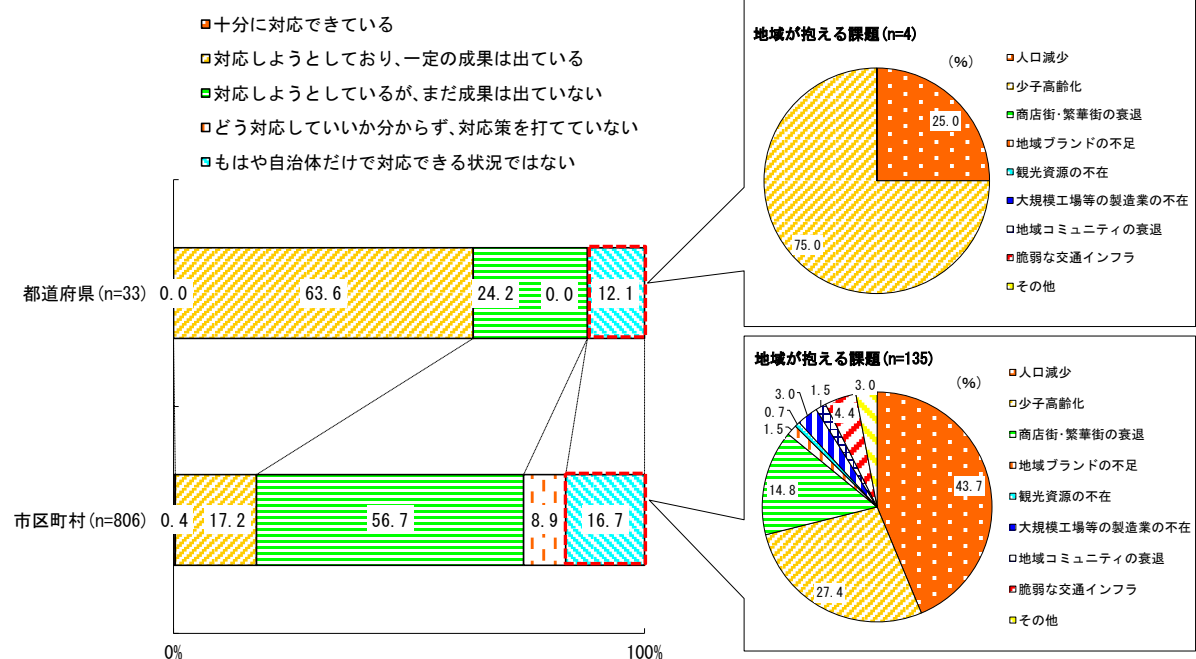 十分に対応できている
対応しようとしており、一定の成果は出ている
対応しようとしているが、まだ成果は出ていない
どう対応していいか分からず、対応策を打てていない
もはや自治体だけで対応できる状況ではない
都道府県(n=33)
0.0
63.6
24.2
0.0
12.1
市区町村(n=806)
0.4
17.2
56.7
8.9
16.7
0%
100%
地域が抱える課題(n=4)
(%)
25.0
75.0
人口減少
少子高齢化
商店街・繁華街の衰退
地域ブランドの不足
観光資源の不在
大規模工場等の製造業の不在
地域コミュニティの衰退
脆弱な交通インフラ
その他
地域が抱える課題(n=135)
(%)
43.7
27.4
14.8
1.5
0.7
3.0
1.5
4.4
3.0
人口減少
少子高齢化
商店街・繁華街の衰退
地域ブランドの不足
観光資源の不在
大規模工場等の製造業の不在
地域コミュニティの衰退
脆弱な交通インフラ
その他